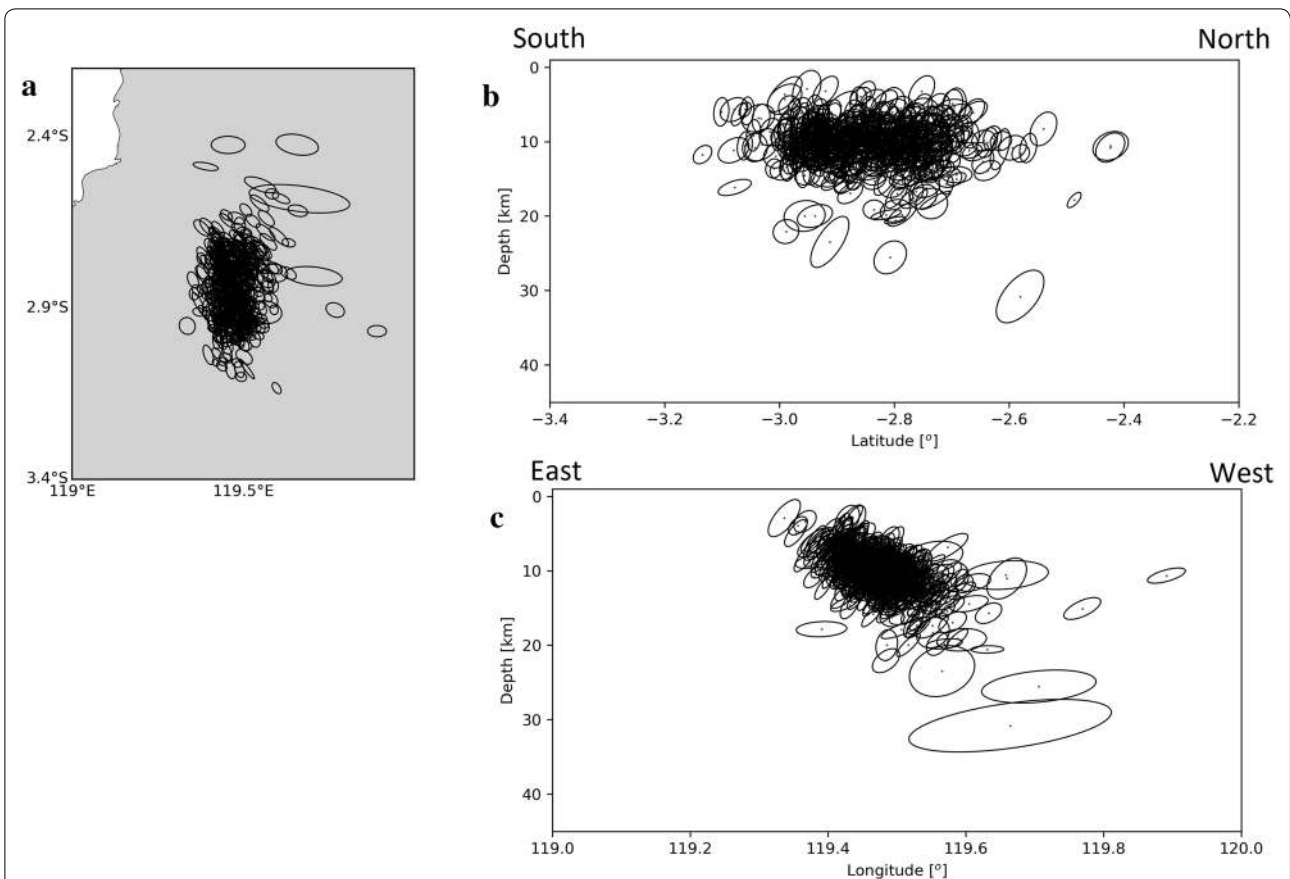 a
2.4°S
2.9°S
3.4°S
119°E 119.5°E
South North
b
0
10
20
30
40
Depth [km]
−3.4 −3.2 −3.0 −2.8 −2.6 −2.4 −2.2
Latitude [°]
East West
c
0
10
20
30
40
Depth [km]
119.0 119.2 119.4 119.6 119.8 120.0
Longitude [°]